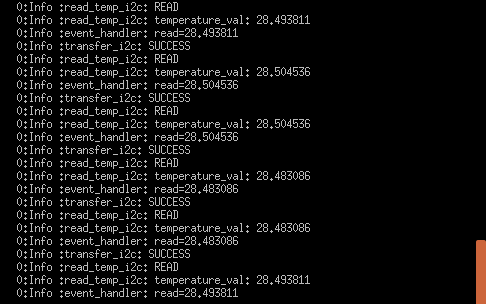 0:Info :read_temp_i2c: READ
0:Info :read_temp_i2c: temperature_val: 28.493811
0:Info :event_handler: read=28.493811
0:Info :transfer_i2c: SUCCESS
0:Info :read_temp_i2c: READ
0:Info :read_temp_i2c: temperature_val: 28.504536
0:Info :event_handler: read=28.504536
0:Info :transfer_i2c: SUCCESS
0:Info :read_temp_i2c: READ
0:Info :read_temp_i2c: temperature_val: 28.504536
0:Info :event_handler: read=28.504536
0:Info :transfer_i2c: SUCCESS
0:Info :read_temp_i2c: READ
0:Info :read_temp_i2c: temperature_val: 28.483086
0:Info :event_handler: read=28.483086
0:Info :transfer_i2c: SUCCESS
0:Info :read_temp_i2c: READ
0:Info :read_temp_i2c: temperature_val: 28.483086
0:Info :event_handler: read=28.483086
0:Info :transfer_i2c: SUCCESS
0:Info :read_temp_i2c: READ
0:Info :read_temp_i2c: temperature_val: 28.493811
0:Info :event_handler: read=28.493811